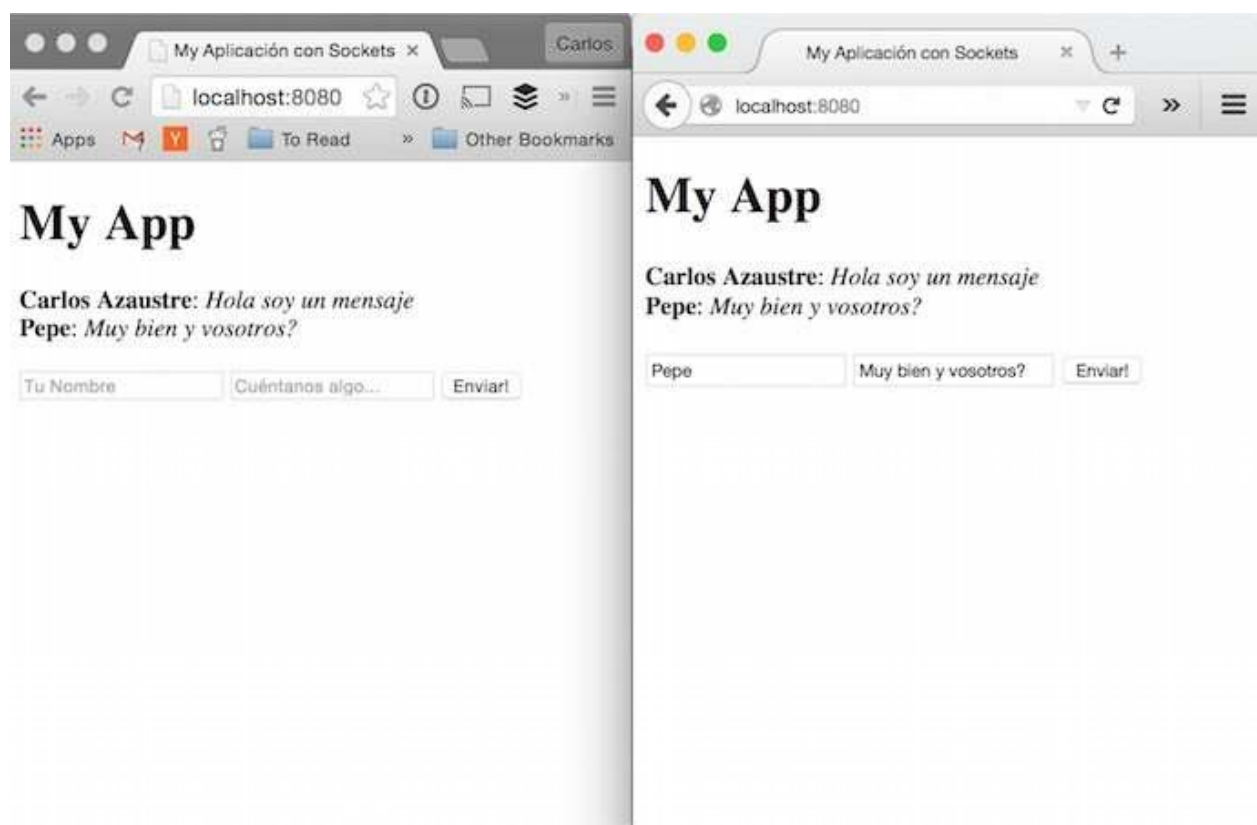 My Aplicación con Sockets
Carlos
localhost:8080
Apps
To Read
Other Bookmarks
My App
Carlos Azaustre: Hola soy un mensaje
Pepe: Muy bien y vosotros?
Tu Nombre
Cuéntanos algo...
Enviar!
My Aplicación con Sockets
localhost:8080
My App
Carlos Azaustre: Hola soy un mensaje
Pepe: Muy bien y vosotros?
Pepe
Muy bien y vosotros?
Enviar!